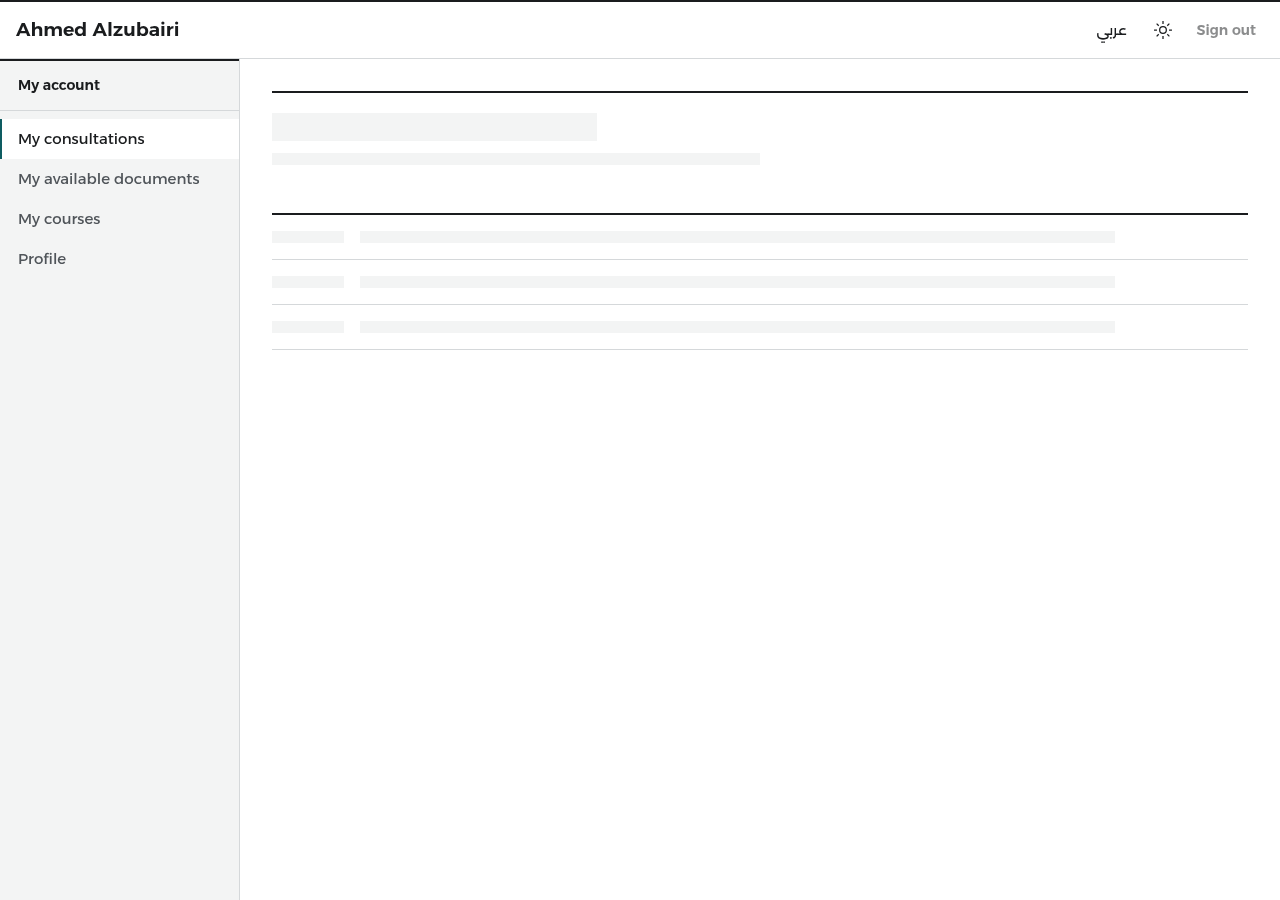 Ahmed Alzubairi
عربي
Sign out
My account
My consultations
My available documents
My courses
Profile